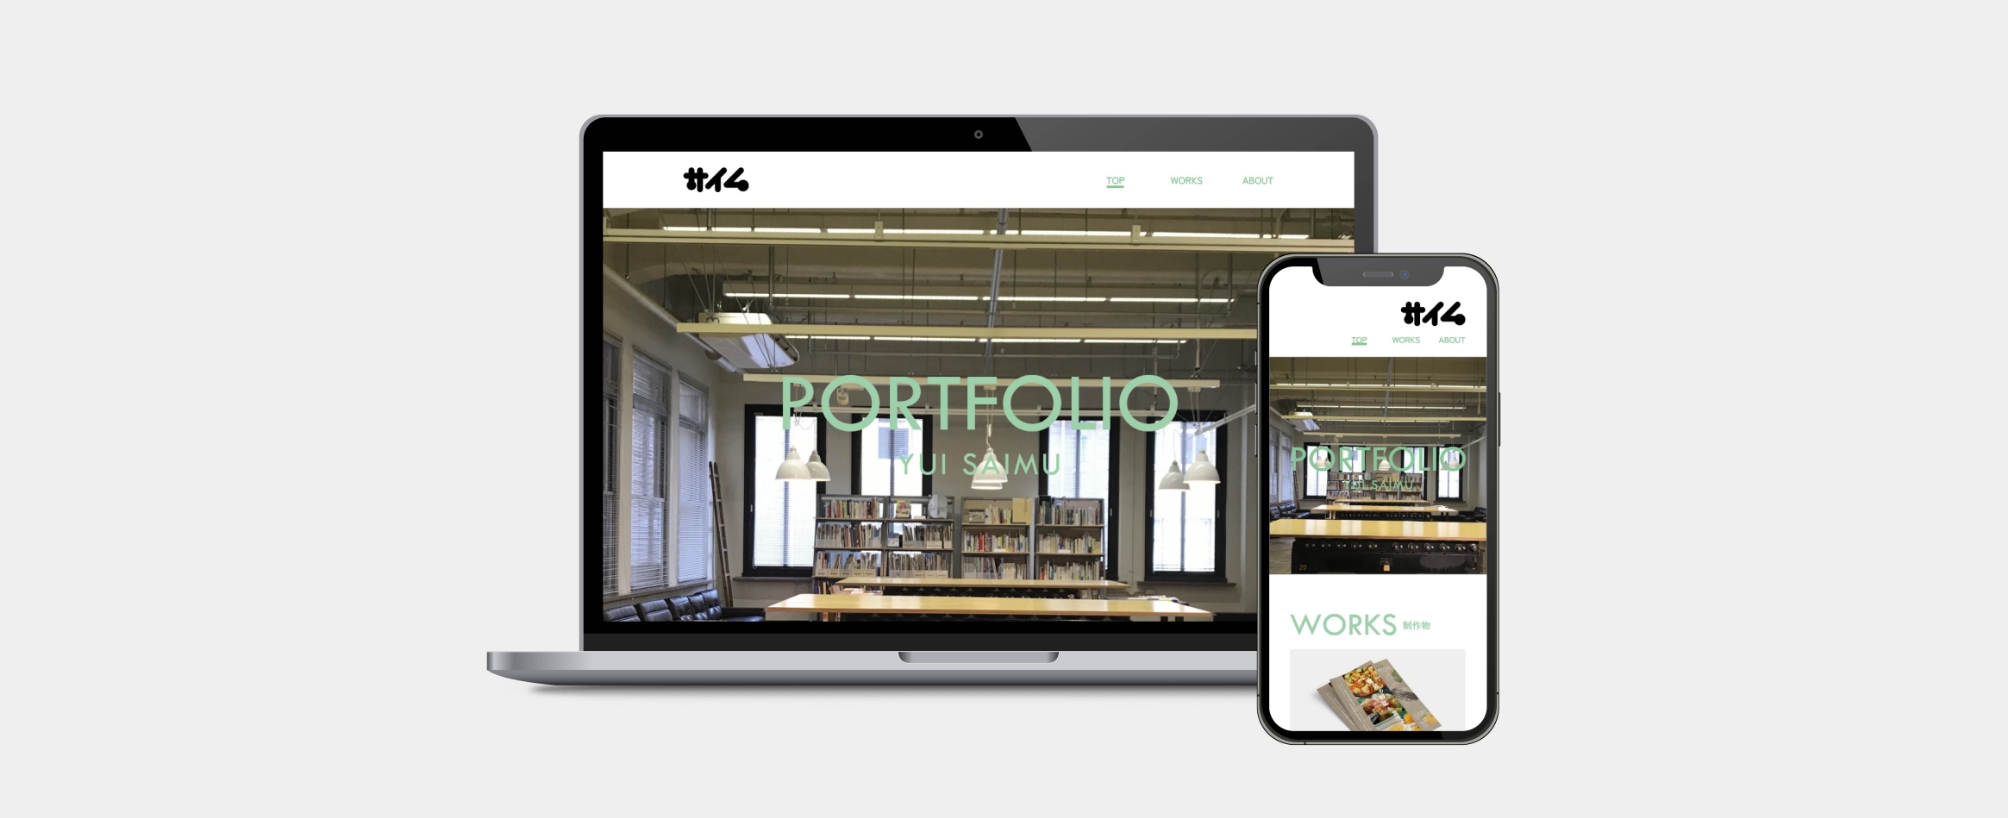 サイム
TOP WORKS ABOUT
PORTFOLIO
YUI SAIMU
サイム
TOP WORKS ABOUT
PORTFOLIO
YUI SAIMU
20
WORKS 制作物